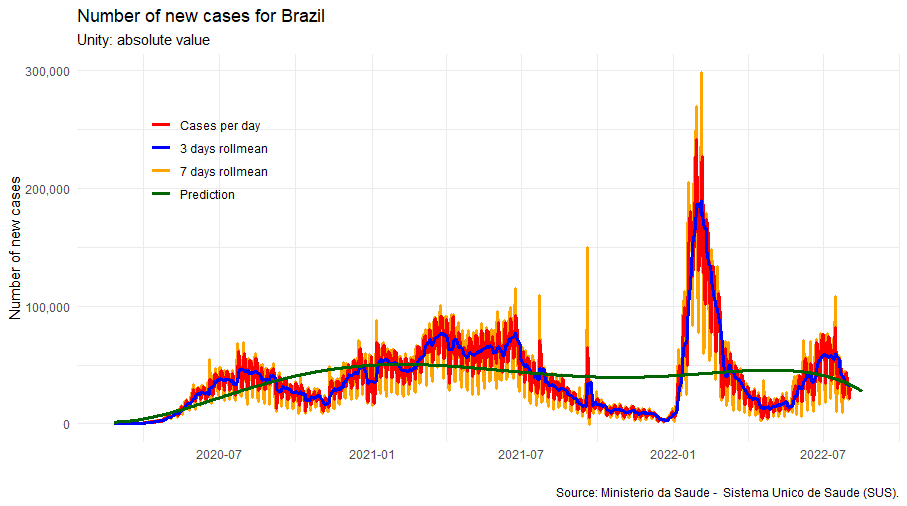 Number of new cases for Brazil
Unity: absolute value
300,000
200,000
100,000
0
Number of new cases
Cases per day
3 days rollmean
7 days rollmean
Prediction
2020-07
2021-01
2021-07
2022-01
2022-07
Source: Ministerio da Saude - Sistema Unico de Saude (SUS).